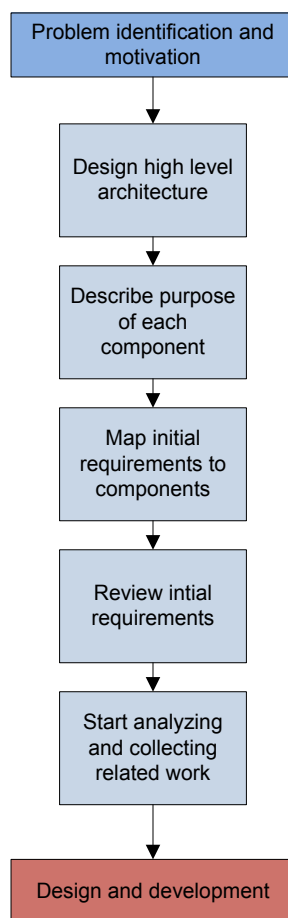 Problem identification and
motivation
Design high level
architecture
Describe purpose
of each
component
Map initial
requirements to
components
Review intial
requirements
Start analyzing
and collecting
related work
Design and development